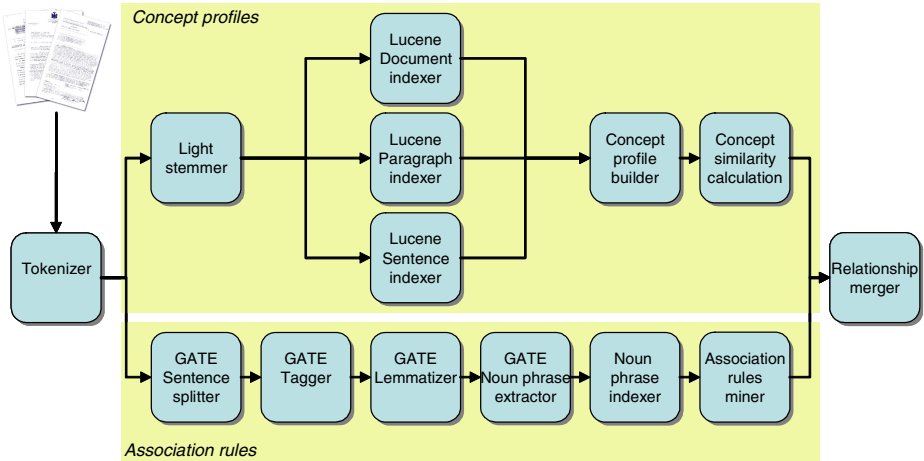 Concept profiles
Lucene
Document
indexer
Light
stemmer
Lucene
Paragraph
indexer
Concept
profile
builder
Concept
similarity
calculation
Lucene
Sentence
indexer
Tokenizer
Relationship
merger
GATE
Sentence
splitter
GATE
Tagger
GATE
Lemmatizer
GATE
Noun phrase
extractor
Noun
phrase
indexer
Association
rules
miner
Association rules